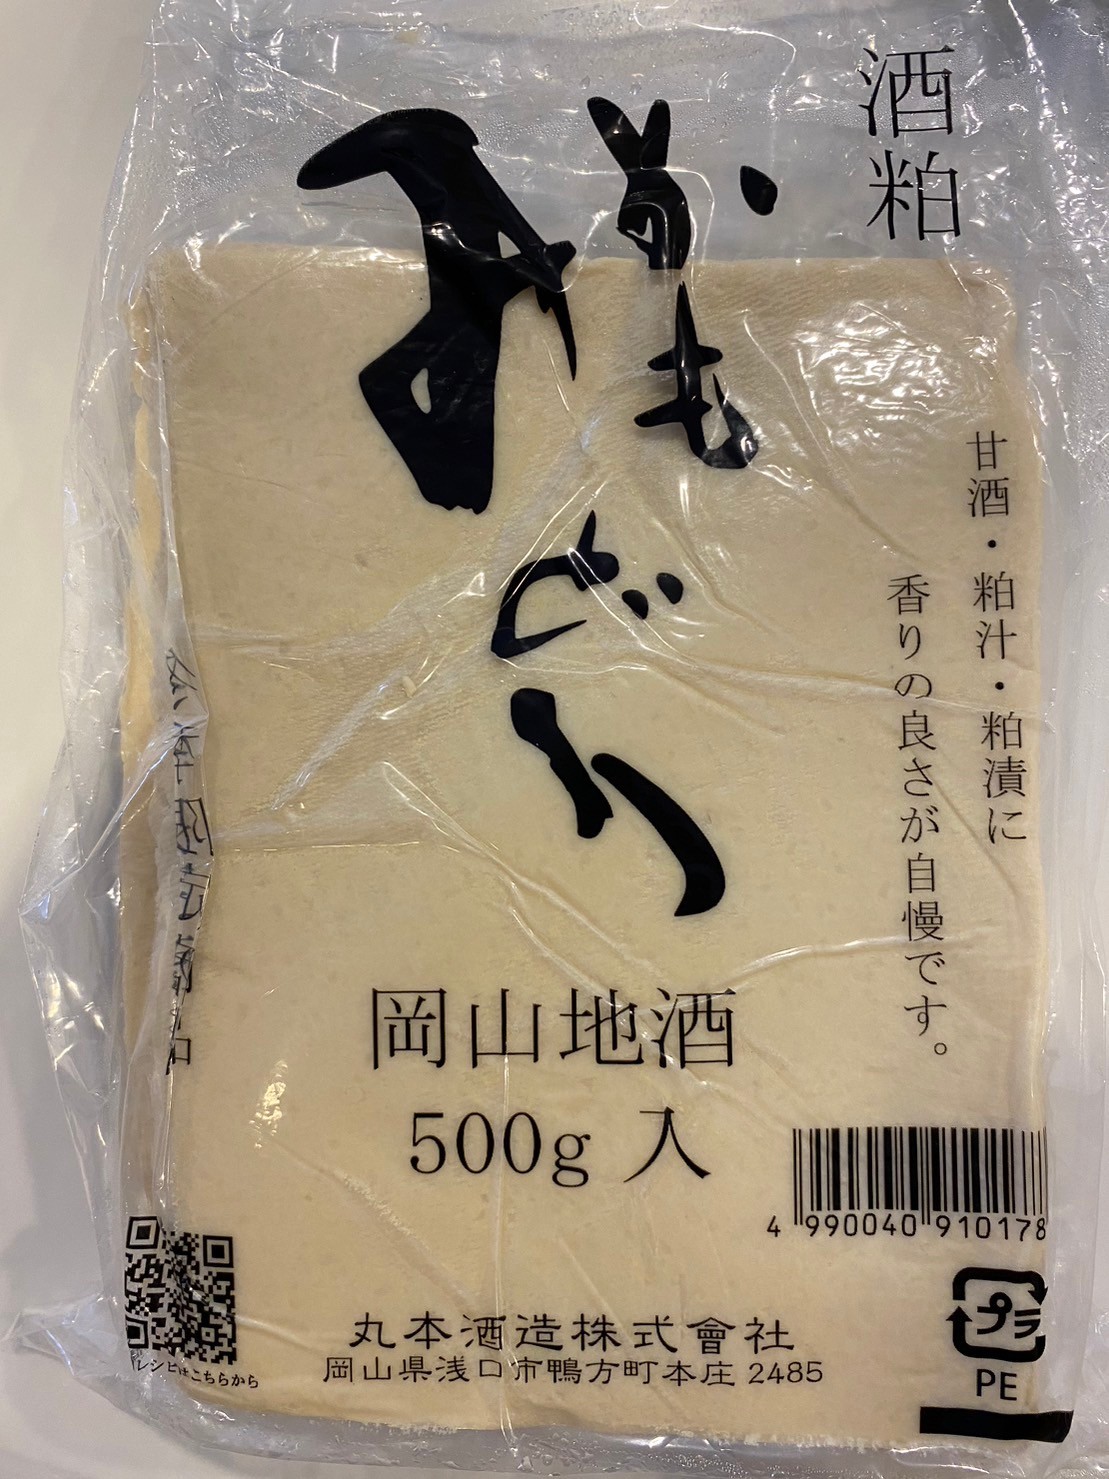 酒粕
かもみどり
甘酒・粕汁・粕漬に
香りの良さが自慢です。
岡山地酒
500g 入
4 990040 910178
プラ
PE
レシピはこちらから
丸本酒造株式會社
岡山県浅口市鴨方町本庄 2485